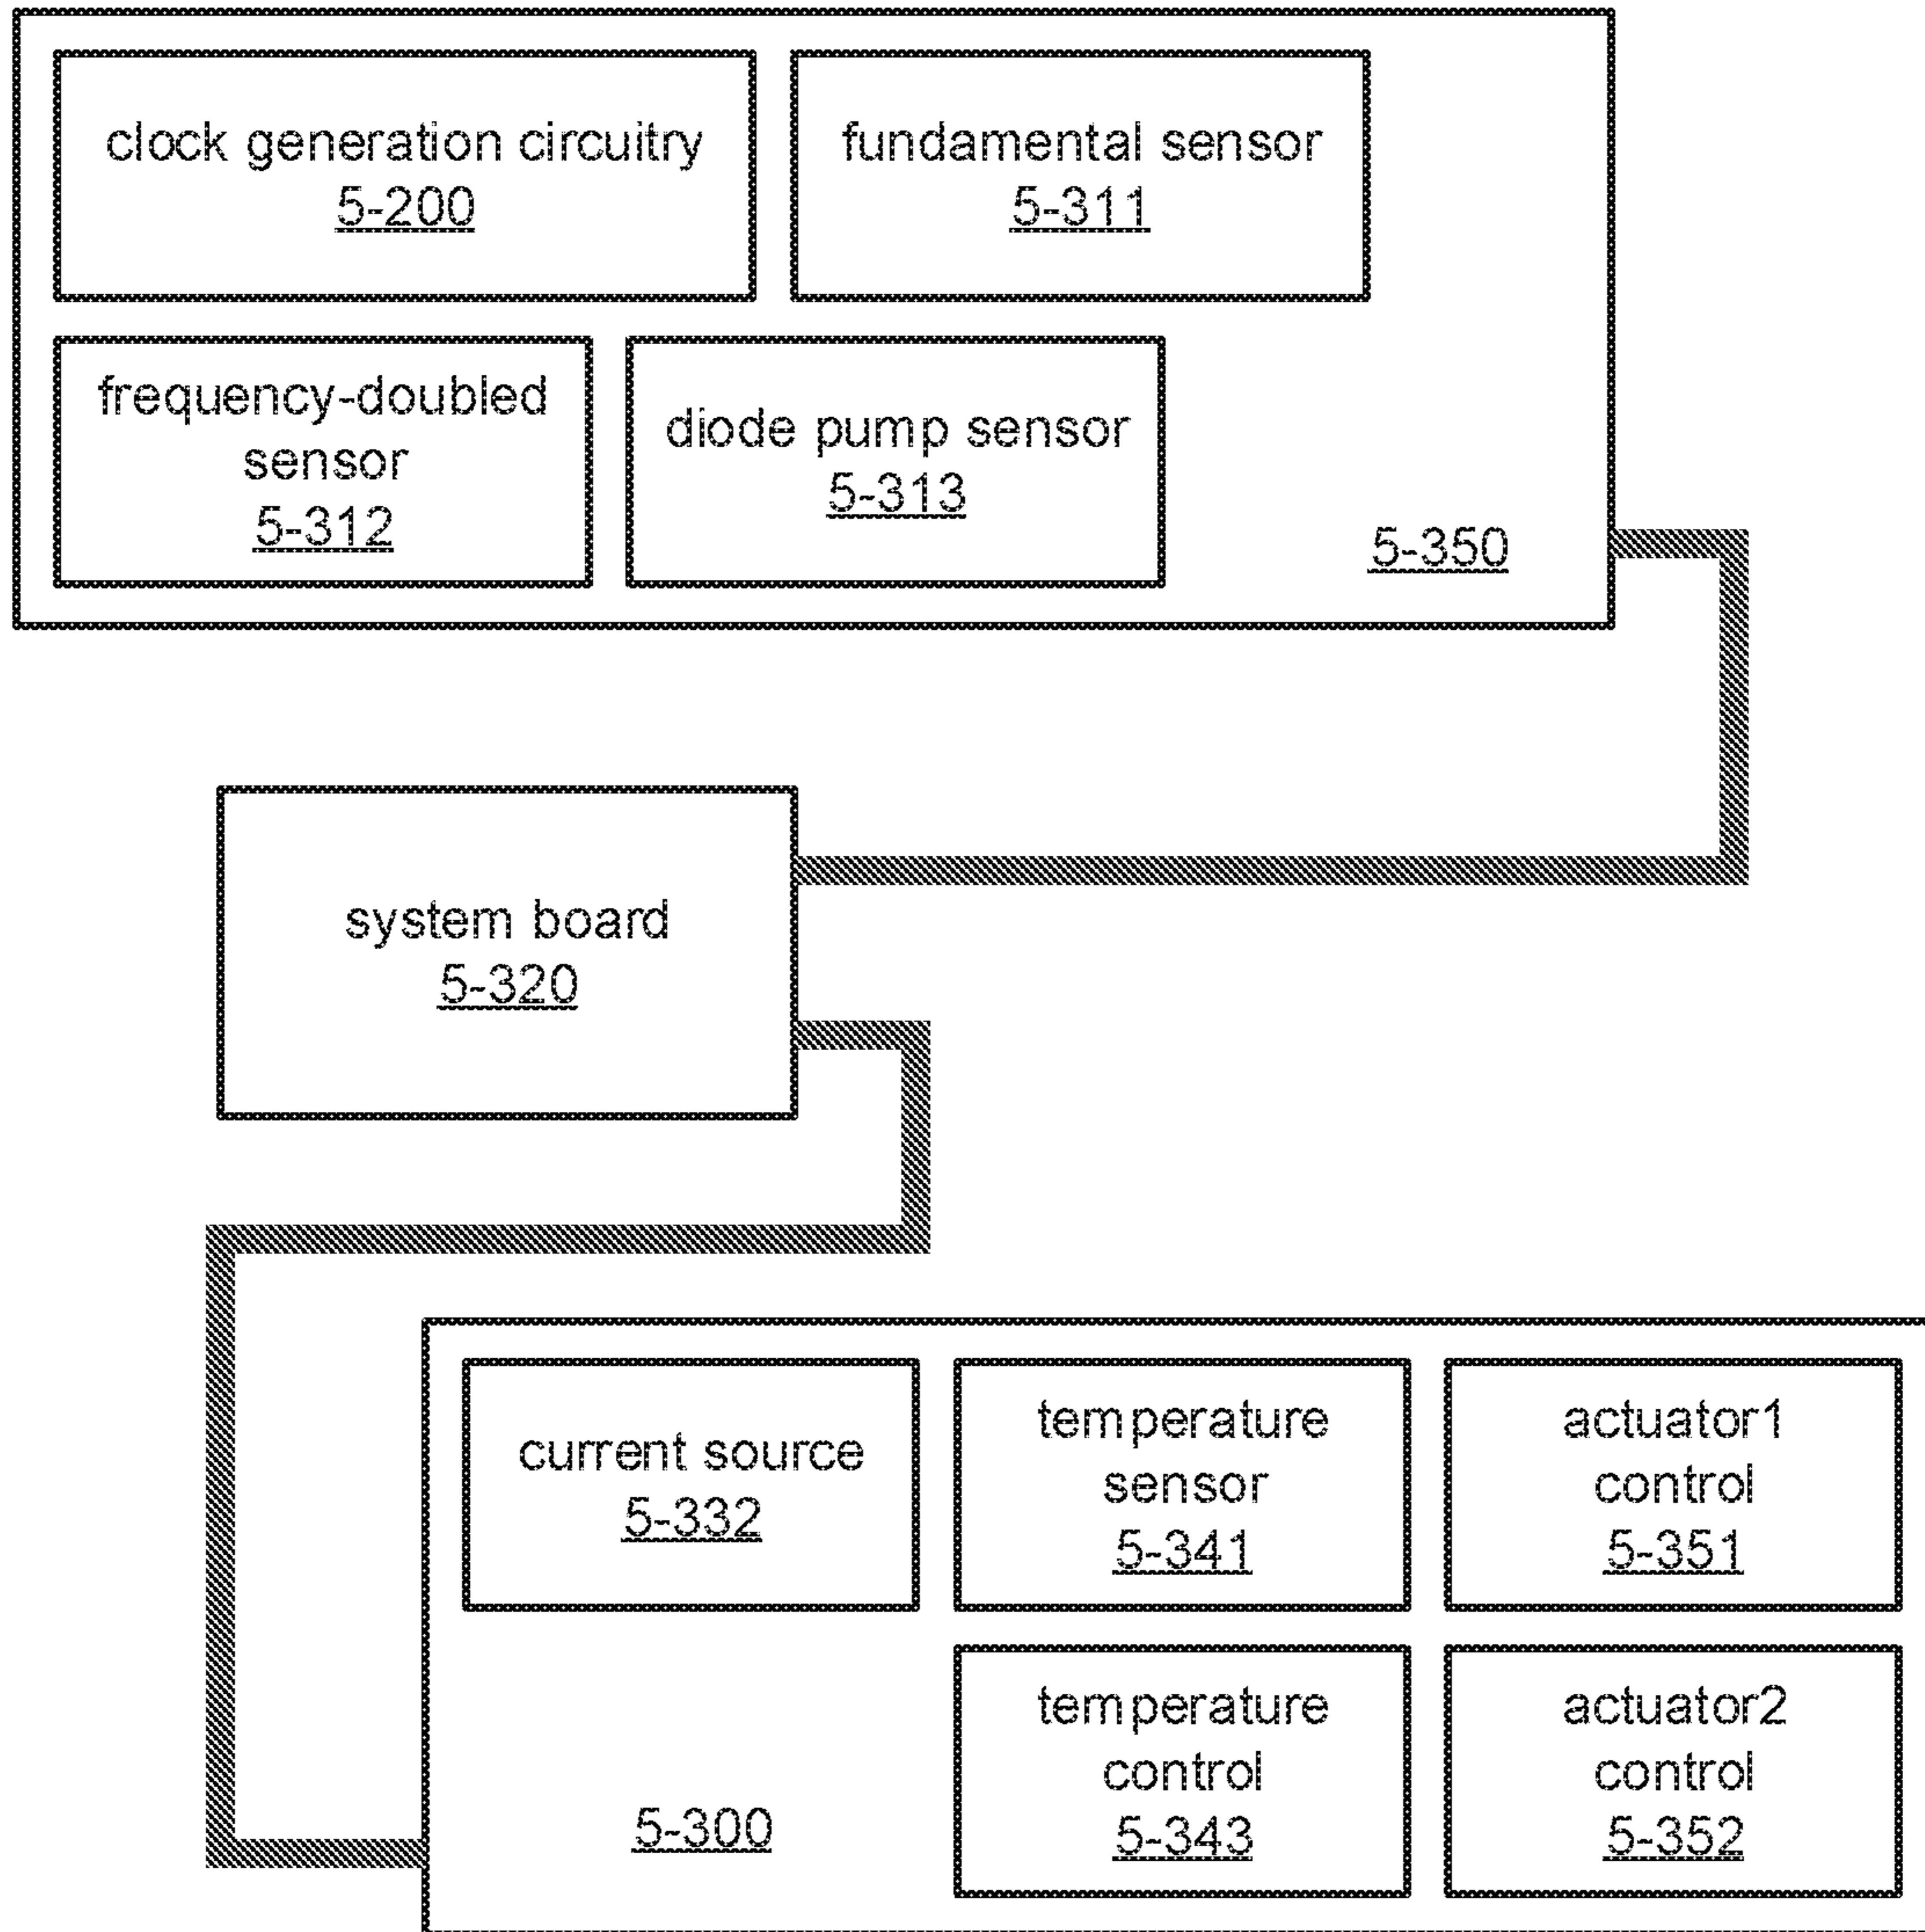 clock generation circuitry
5-200
fundamental sensor
5-311
frequency-doubled
sensor
5-312
diode pump sensor
5-313
5-350
system board
5-320
current source
5-332
temperature
sensor
5-341
actuator1
control
5-351
temperature
control
5-343
actuator2
control
5-352
5-300